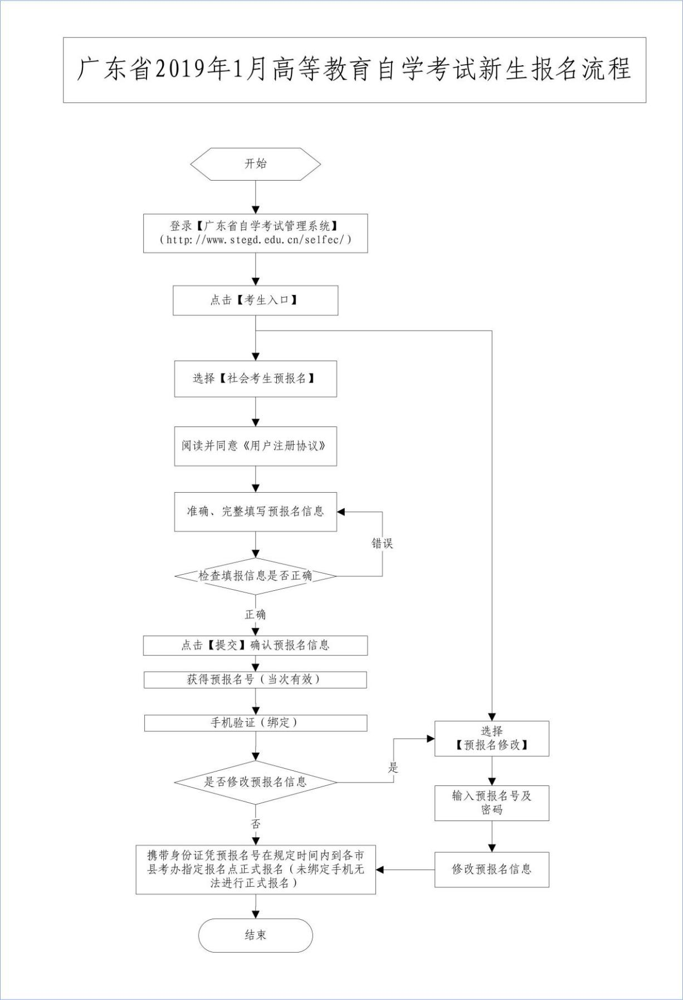 广东省2019年1月高等教育自学考试新生报名流程
开始
登录【广东省自学考试管理系统】
(http://www.stegd.edu.cn/selfec/)
点击【考生入口】
选择【社会考生预报名】
阅读并同意《用户注册协议》
准确、完整填写预报名信息
错误
检查填报信息是否正确
正确
点击【提交】确认预报名信息
获得预报名号(当次有效)
手机验证(绑定)
选择
【预报名修改】
是
是否修改预报名信息
输入预报名号及
密码
否
携带身份证凭预报名号在规定时间内到各市
县考办指定报名点正式报名(未绑定手机无
法进行正式报名)
修改预报名信息
结束